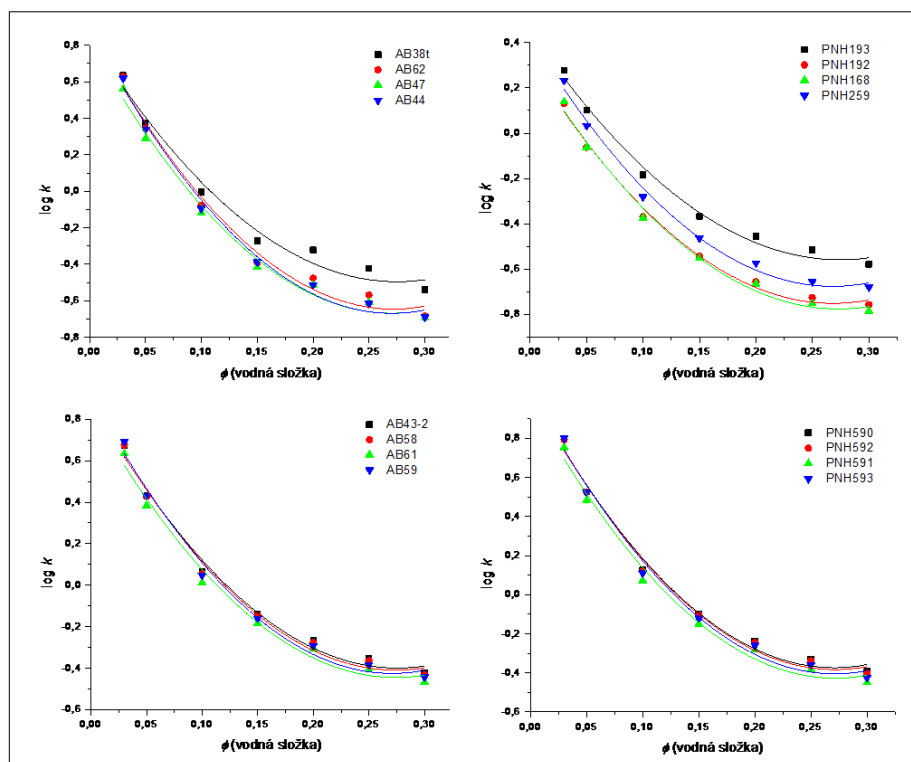 AB38t
AB62
AB47
AB44
log k
0,8
0,6
0,4
0,2
0,0
-0,2
-0,4
-0,6
-0,8
0,00 0,05 0,10 0,15 0,20 0,25 0,30
ϕ (vodná složka)
PNH193
PNH192
PNH168
PNH259
log k
0,4
0,2
0,0
-0,2
-0,4
-0,6
-0,8
0,00 0,05 0,10 0,15 0,20 0,25 0,30
ϕ (vodná složka)
AB43-2
AB58
AB61
AB59
log k
0,8
0,6
0,4
0,2
0,0
-0,2
-0,4
-0,6
0,00 0,05 0,10 0,15 0,20 0,25 0,30
ϕ (vodná složka)
PNH590
PNH592
PNH591
PNH593
log k
0,8
0,6
0,4
0,2
0,0
-0,2
-0,4
-0,6
0,00 0,05 0,10 0,15 0,20 0,25 0,30
ϕ (vodná složka)